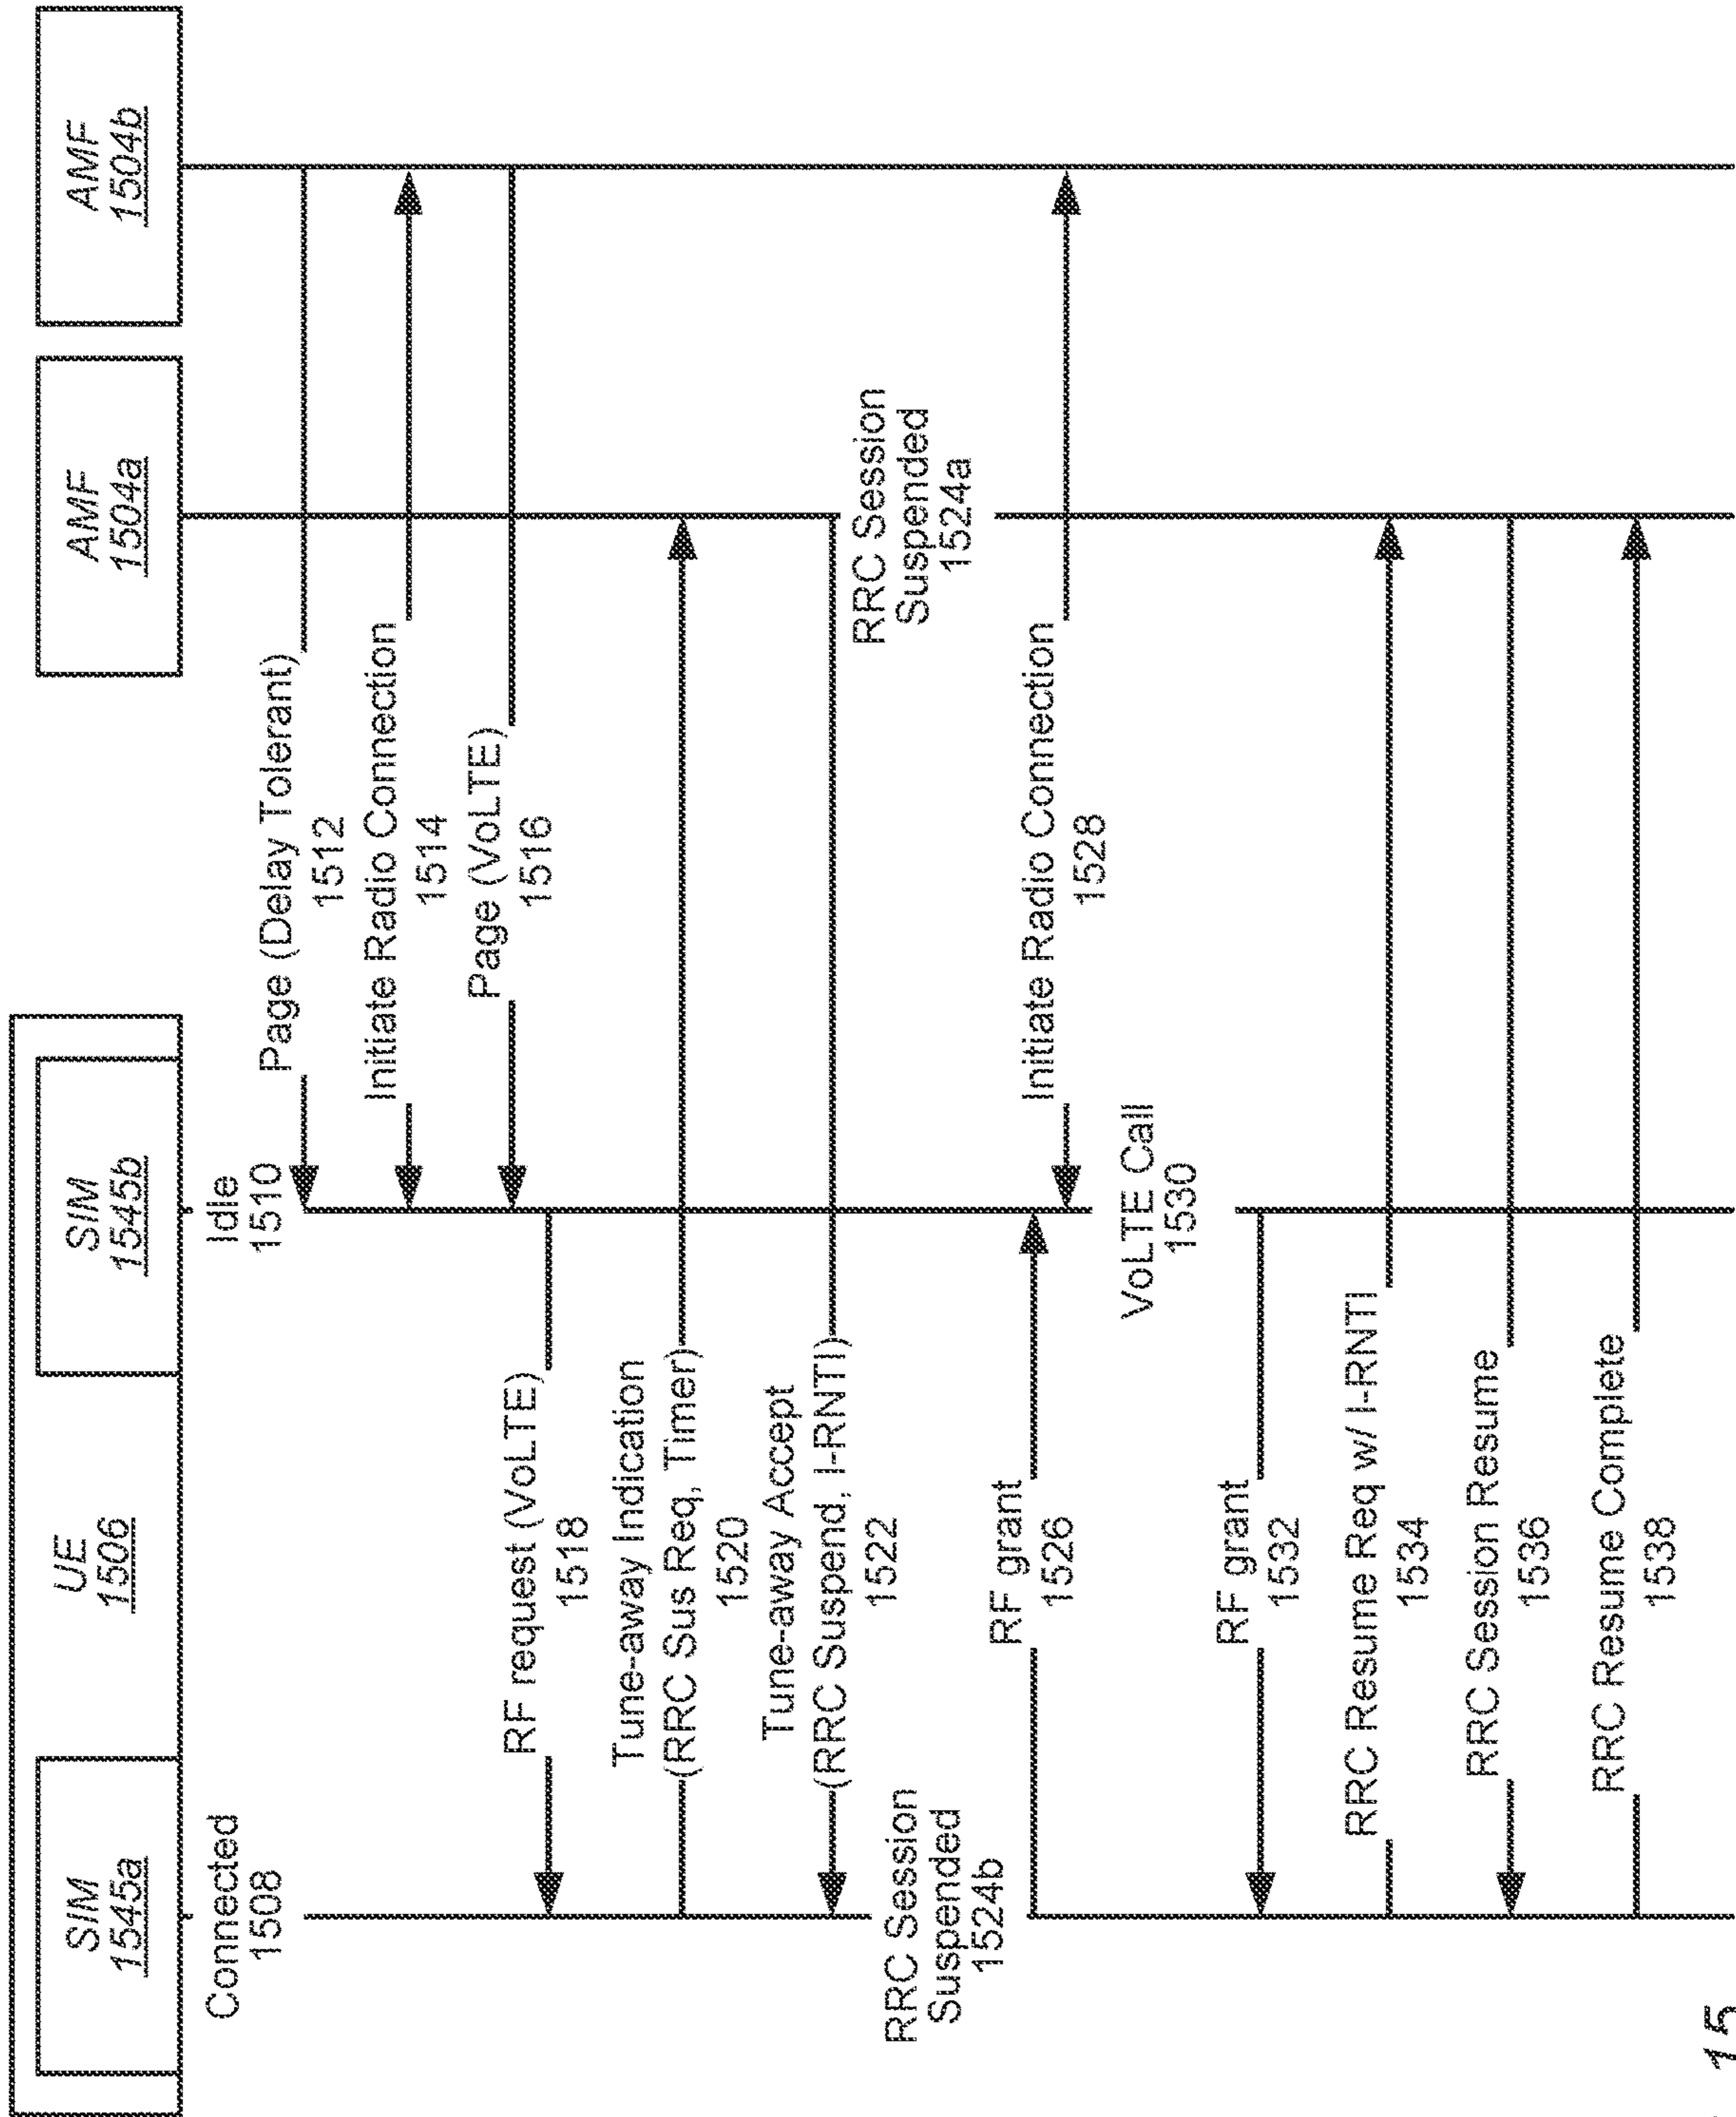 UE
1506
SIM
1545a
SIM
1545b
AMF
1504a
AMF
1504b
Connected
1508
Idle
1510
Page (Delay Tolerant)
1512
Initiate Radio Connection
1514
Page (VoLTE)
1516
RF request (VoLTE)
1518
Tune-away Indication
(RRC Sus Req, Timer)
1520
Tune-away Accept
(RRC Suspend, I-RNTI)
1522
RRC Session
Suspended
1524a
RRC Session
Suspended
1524b
RF grant
1526
Initiate Radio Connection
1528
VoLTE Call
1530
RF grant
1532
RRC Resume Req w/ I-RNTI
1534
RRC Session Resume
1536
RRC Resume Complete
1538
15